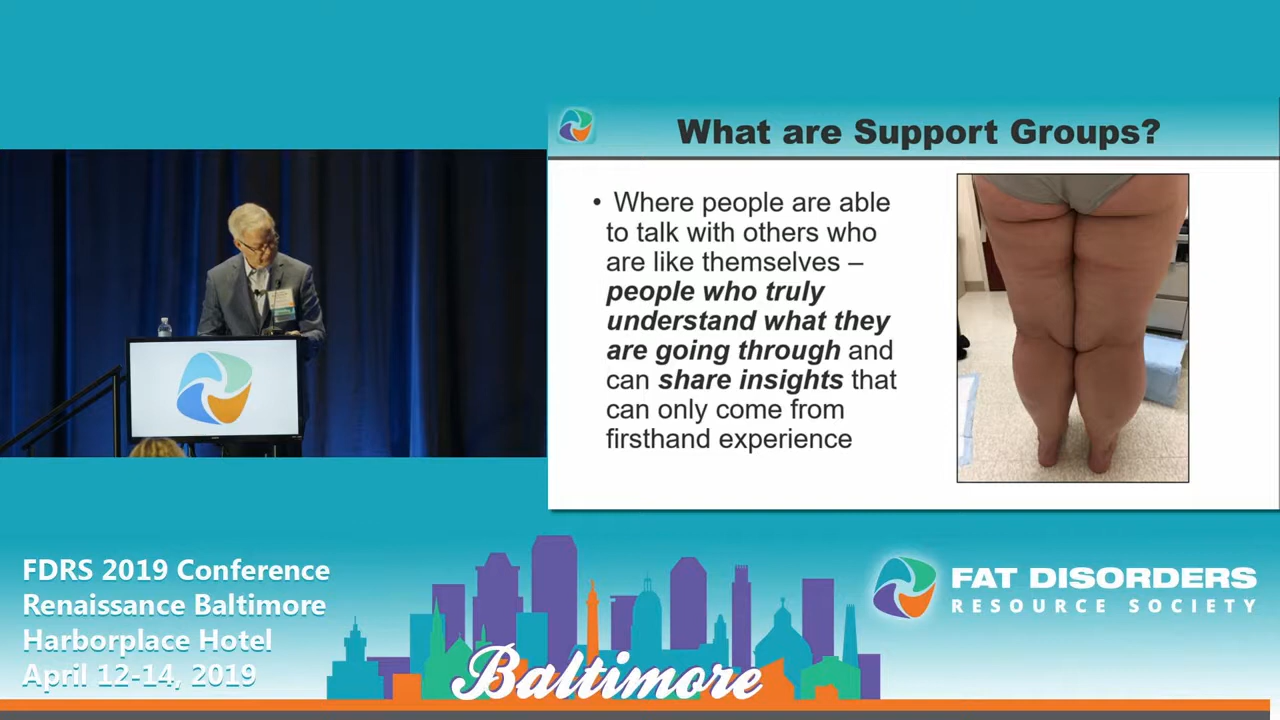 What are Support Groups?
• Where people are able
to talk with others who
are like themselves –
people who truly
understand what they
are going through and
can share insights that
can only come from
firsthand experience
FDRS 2019 Conference
Renaissance Baltimore
Harborplace Hotel
April 12-14, 2019
Baltimore
FAT DISORDERS
RESOURCE SOCIETY